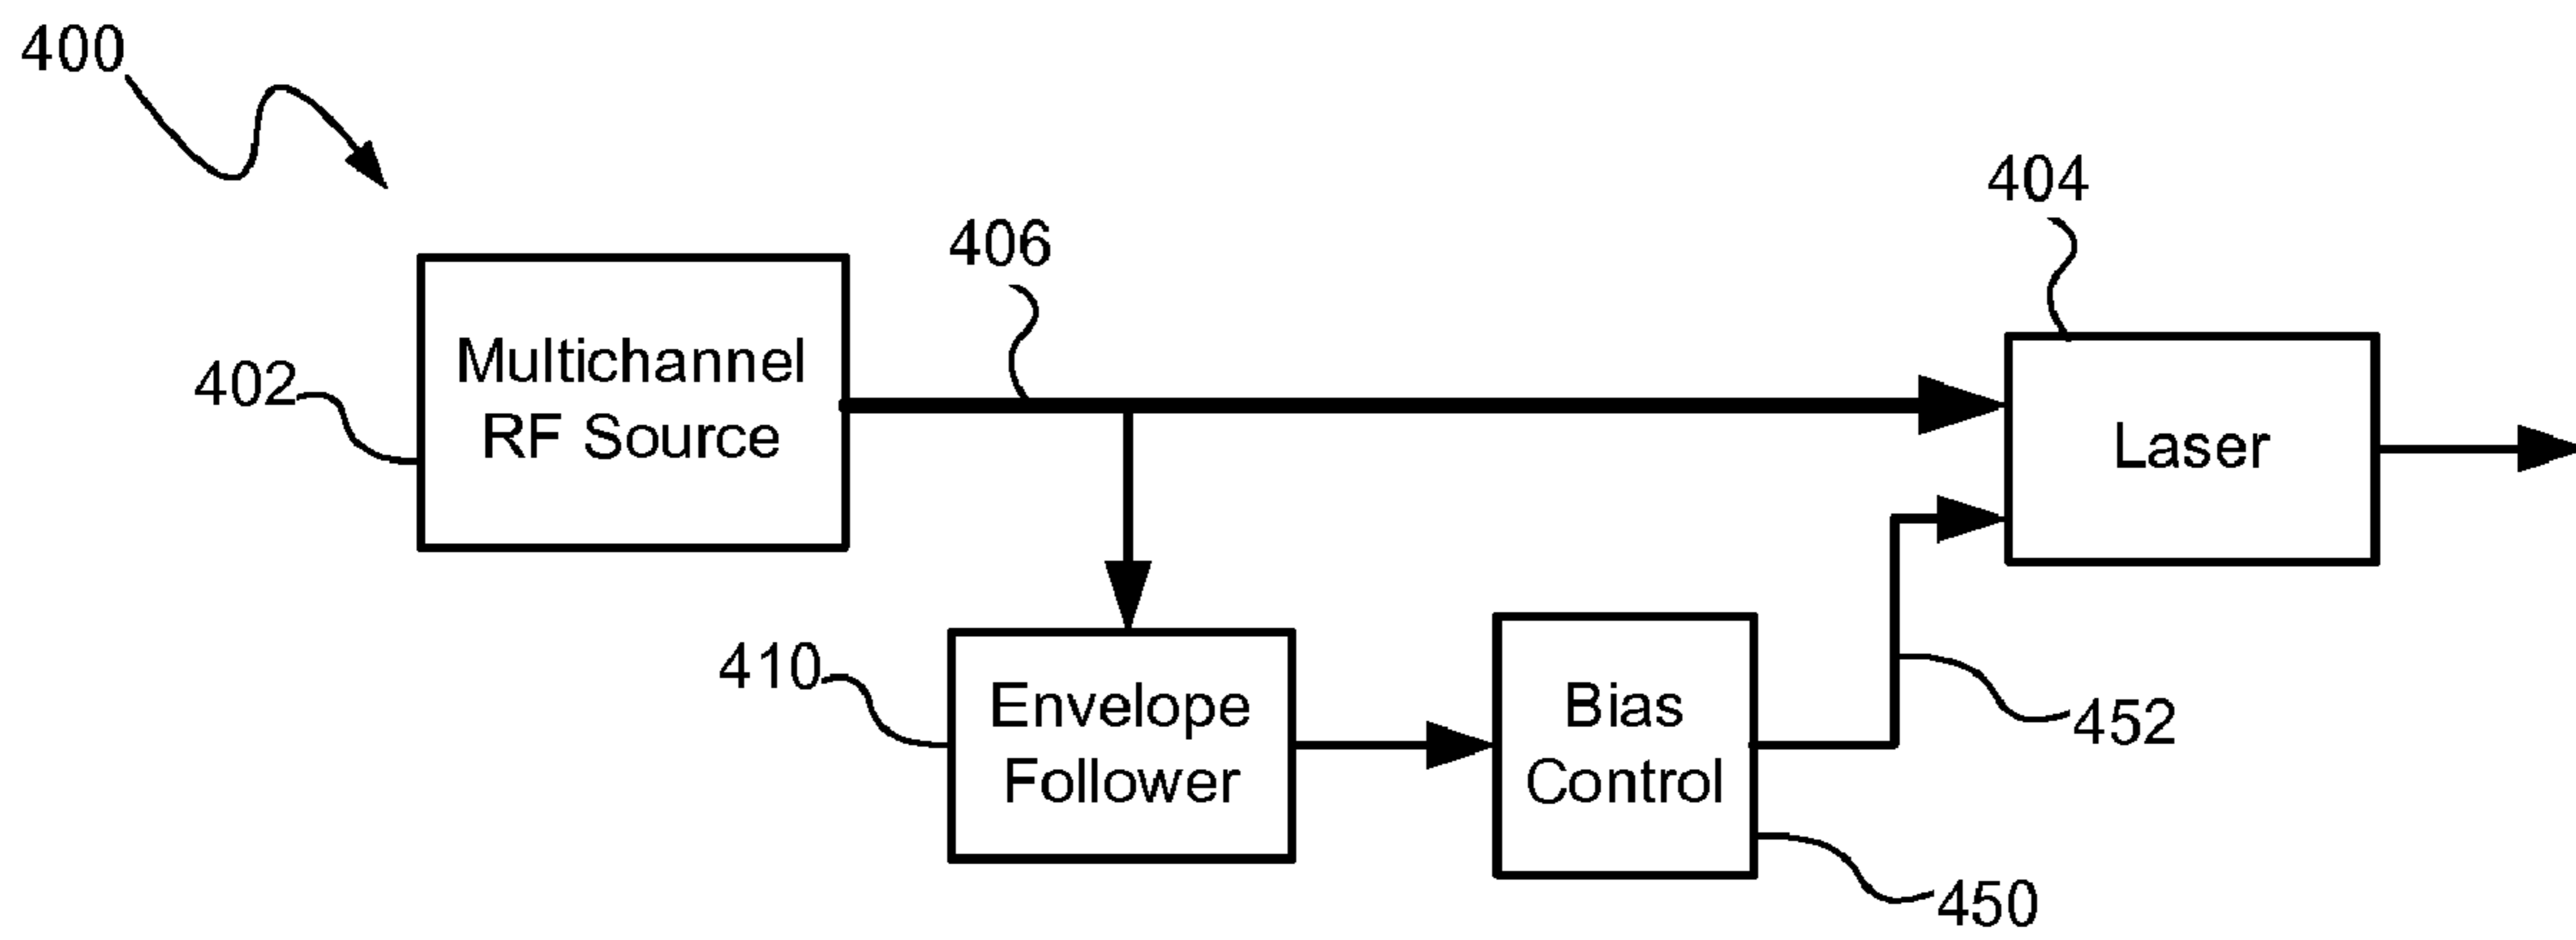 400
404
406
Multichannel
RF Source
402
Laser
410
Envelope
Follower
Bias
Control
452
450